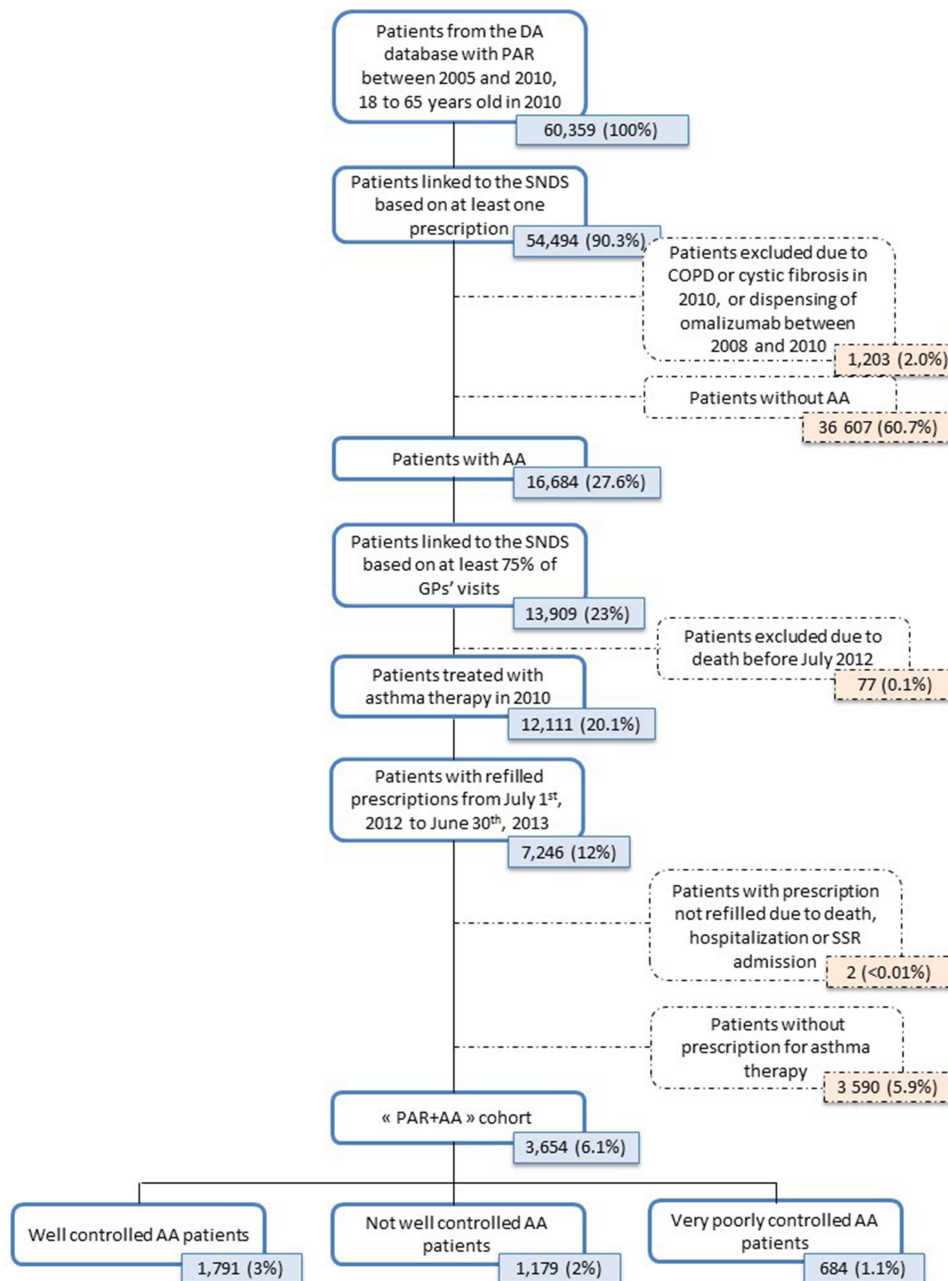 Patients from the DA
database with PAR
between 2005 and 2010,
18 to 65 years old in 2010
60,359 (100%)
Patients linked to the SNDS
based on at least one
prescription
54,494 (90.3%)
Patients excluded due to
COPD or cystic fibrosis in
2010, or dispensing of
omalizumab between
2008 and 2010
1,203 (2.0%)
Patients without AA
36 607 (60.7%)
Patients with AA
16,684 (27.6%)
Patients linked to the SNDS
based on at least 75% of
GPs’ visits
13,909 (23%)
Patients excluded due to
death before July 2012
77 (0.1%)
Patients treated with
asthma therapy in 2010
12,111 (20.1%)
Patients with refilled
prescriptions from July 1st,
2012 to June 30th, 2013
7,246 (12%)
Patients with prescription
not refilled due to death,
hospitalization or SSR
admission
2 (<0.01%)
Patients without
prescription for asthma
therapy
3 590 (5.9%)
« PAR+AA » cohort
3,654 (6.1%)
Well controlled AA patients
1,791 (3%)
Not well controlled AA
patients
1,179 (2%)
Very poorly controlled AA
patients
684 (1.1%)